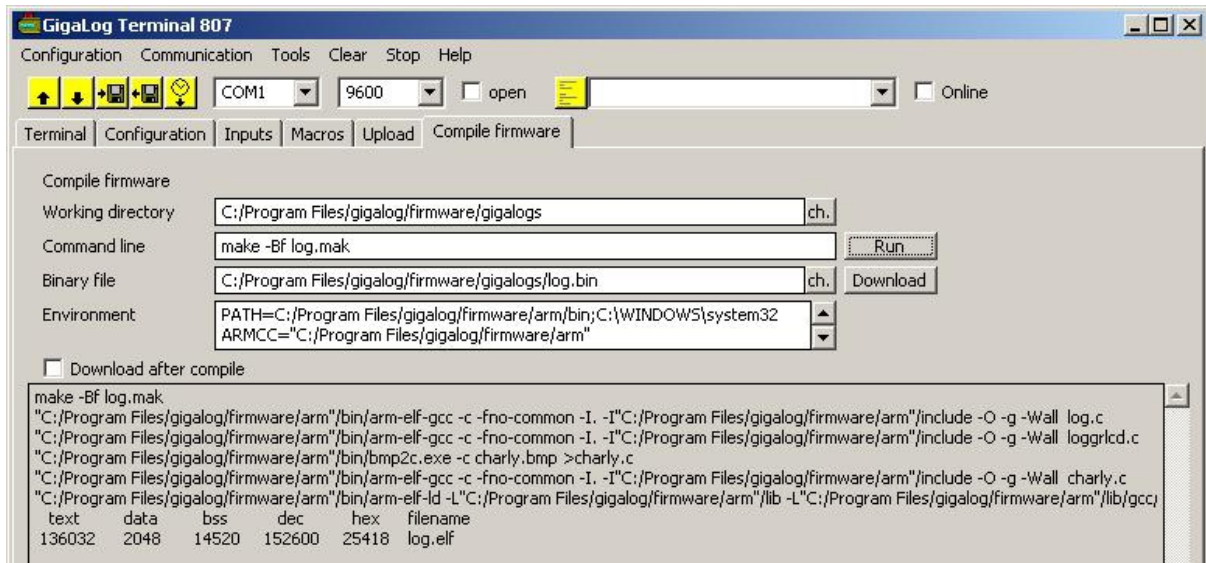 GigaLog Terminal 807
Configuration Communication Tools Clear Stop Help
COM1 9600 open Online
Terminal Configuration Inputs Macros Upload Compile firmware
Compile firmware
Working directory C:/Program Files/gigalog/firmware/gigalogs ch.
Command line make -Bf log.mak Run
Binary file C:/Program Files/gigalog/firmware/gigalogs/log.bin ch. Download
Environment PATH=C:/Program Files/gigalog/firmware/arm/bin;C:\WINDOWS\system32
ARMCC="C:/Program Files/gigalog/firmware/arm"
Download after compile
make -Bf log.mak
"C:/Program Files/gigalog/firmware/arm"/bin/arm-elf-gcc -c -fno-common -I. -I"C:/Program Files/gigalog/firmware/arm"/include -O -g -Wall log.c
"C:/Program Files/gigalog/firmware/arm"/bin/arm-elf-gcc -c -fno-common -I. -I"C:/Program Files/gigalog/firmware/arm"/include -O -g -Wall loggrlcd.c
"C:/Program Files/gigalog/firmware/arm"/bin/bmp2c.exe -c charly.bmp >charly.c
"C:/Program Files/gigalog/firmware/arm"/bin/arm-elf-gcc -c -fno-common -I. -I"C:/Program Files/gigalog/firmware/arm"/include -O -g -Wall charly.c
"C:/Program Files/gigalog/firmware/arm"/bin/arm-elf-ld -L"C:/Program Files/gigalog/firmware/arm"/lib -L"C:/Program Files/gigalog/firmware/arm"/lib/gcc/
text data bss dec hex filename
136032 2048 14520 152600 25418 log.elf